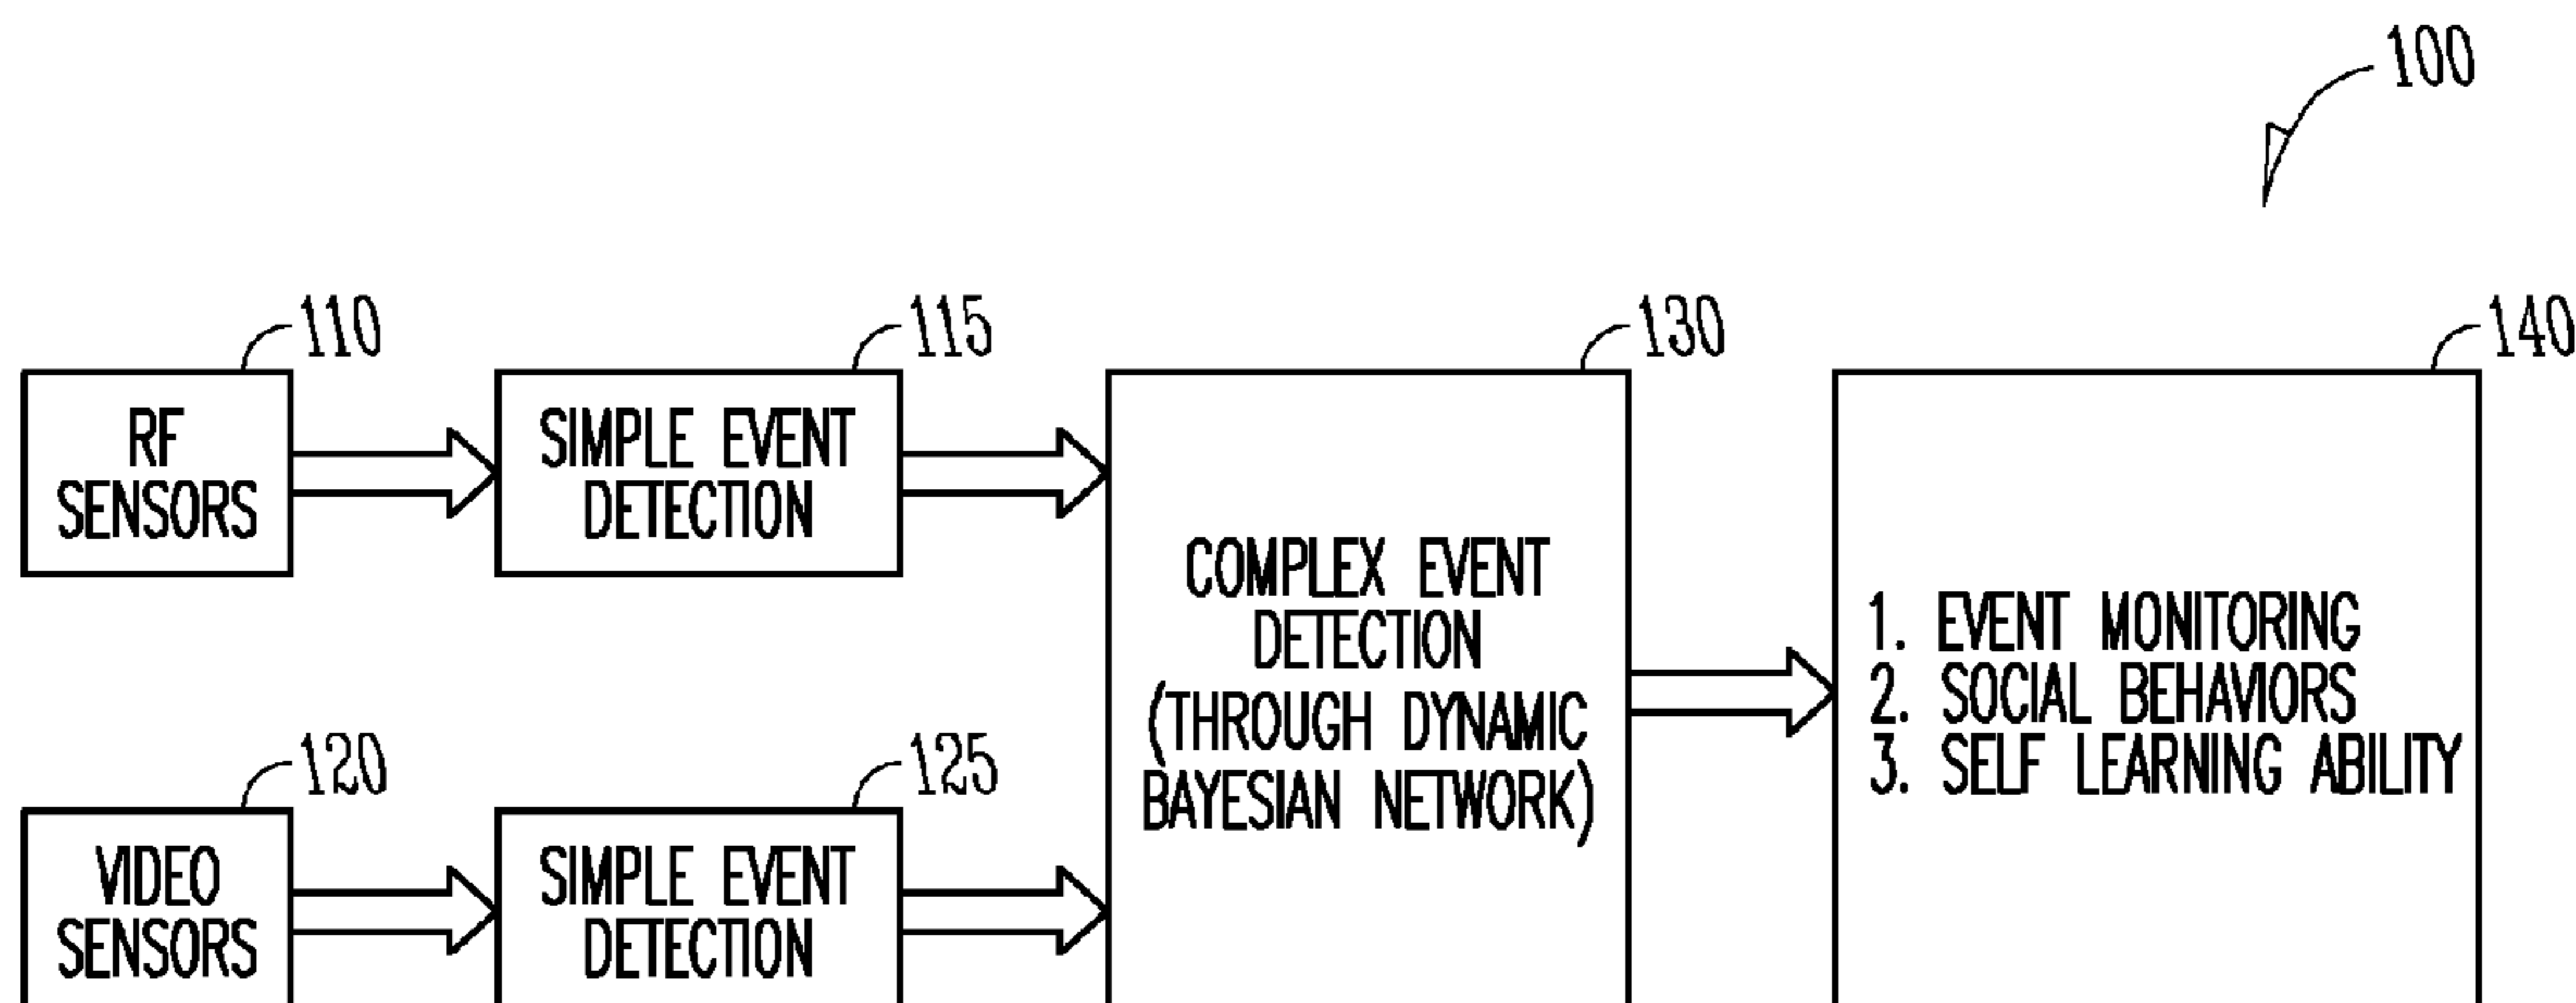 100
110
RF
SENSORS
115
SIMPLE EVENT
DETECTION
120
VIDEO
SENSORS
125
SIMPLE EVENT
DETECTION
130
COMPLEX EVENT
DETECTION
(THROUGH DYNAMIC
BAYESIAN NETWORK)
140
1. EVENT MONITORING
2. SOCIAL BEHAVIORS
3. SELF LEARNING ABILITY